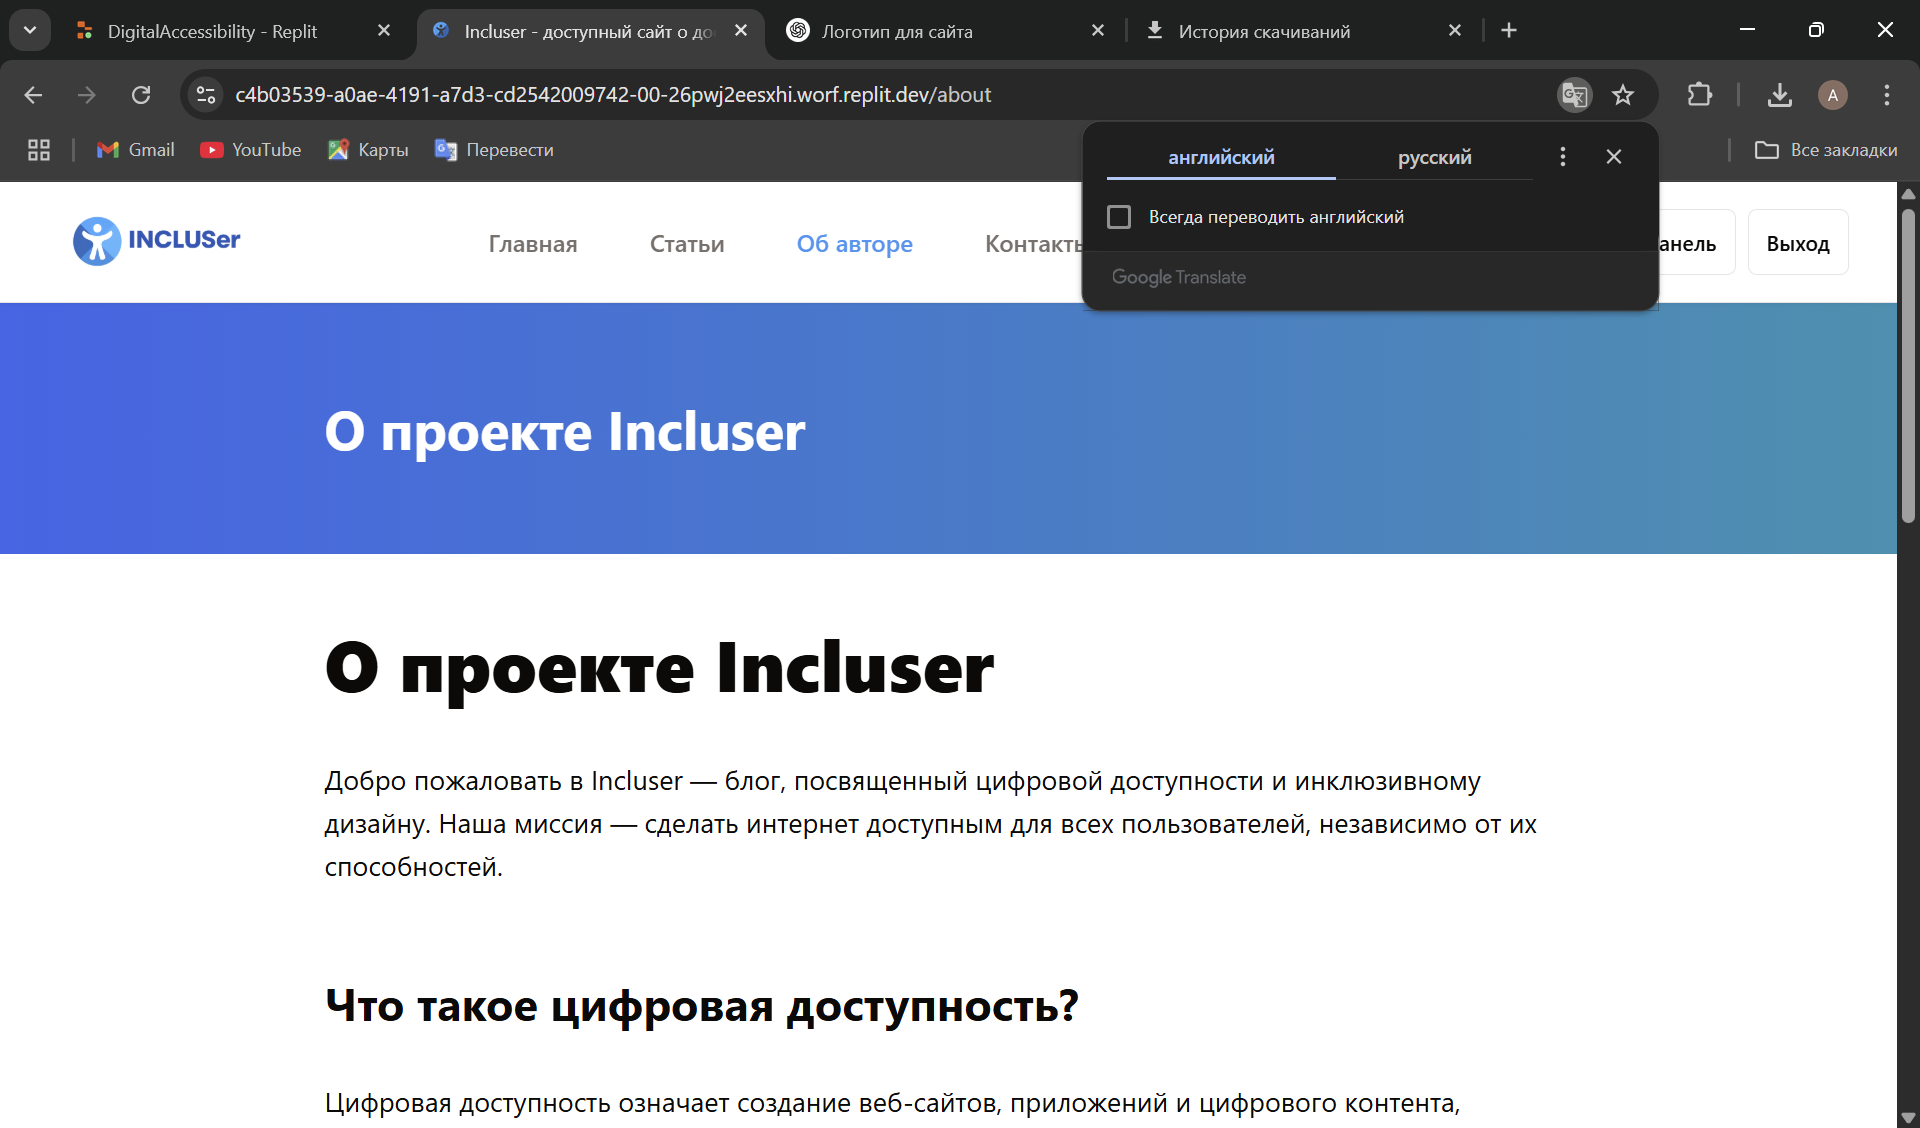 DigitalAccessibility - Replit
Incluser - доступный сайт о до
Логотип для сайта
История скачиваний
c4b03539-a0ae-4191-a7d3-cd2542009742-00-26pwj2eesxhi.worf.replit.dev/about
A
Gmail
YouTube
Карты
Перевести
Все закладки
английский
русский
Всегда переводить английский
Google Translate
INCLUSer
Главная
Статьи
Об авторе
Контакты
анель
Выход
О проекте Incluser
О проекте Incluser
Добро пожаловать в Incluser — блог, посвященный цифровой доступности и инклюзивному
дизайну. Наша миссия — сделать интернет доступным для всех пользователей, независимо от их
способностей.
Что такое цифровая доступность?
Цифровая доступность означает создание веб-сайтов, приложений и цифрового контента,